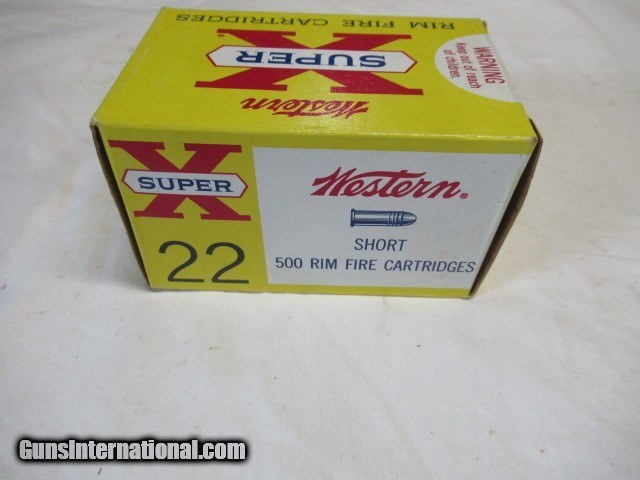 RIM FIRE CARTRIDGES
X
SUPER
Western
WARNING
Keep out of reach
of children.
X
SUPER
22
Western®
SHORT
500 RIM FIRE CARTRIDGES
GunsInternational.com